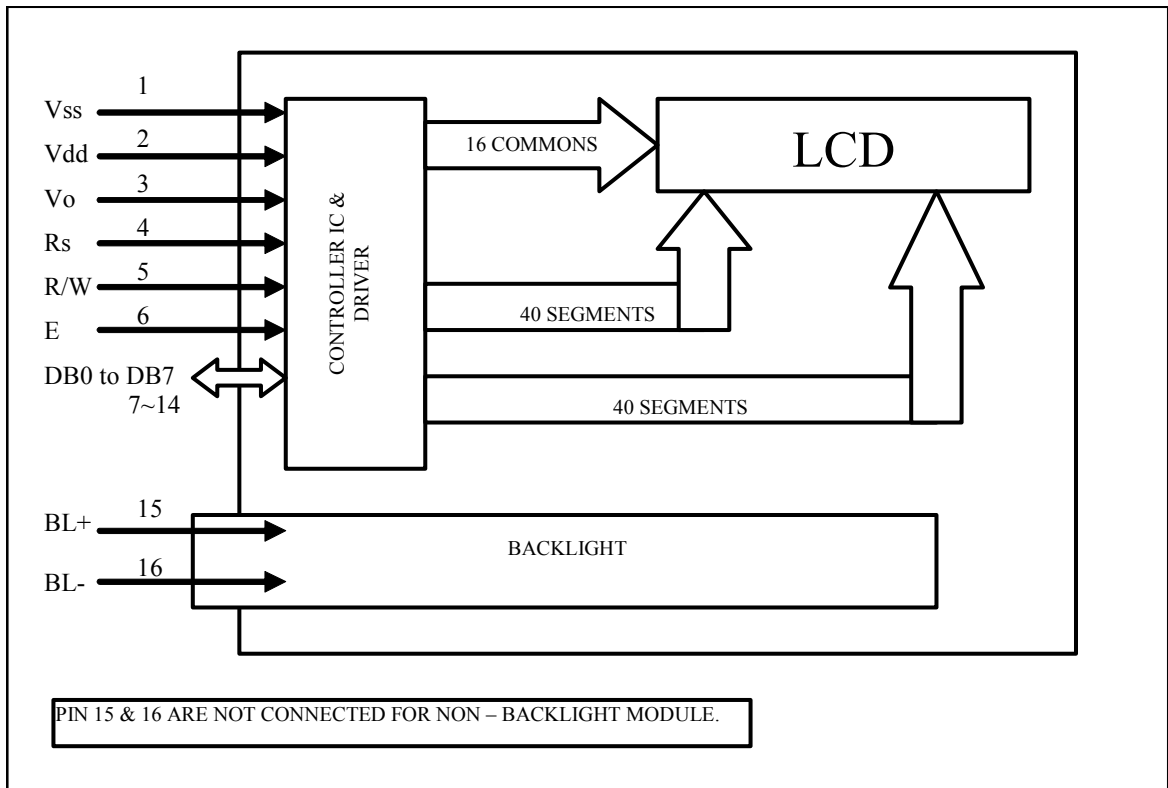 Vss 1
Vdd 2
Vo 3
Rs 4
R/W 5
E 6
DB0 to DB7
7~14
CONTROLLER IC &
DRIVER
16 COMMONS
LCD
40 SEGMENTS
40 SEGMENTS
BL+ 15
BL- 16
BACKLIGHT
PIN 15 & 16 ARE NOT CONNECTED FOR NON – BACKLIGHT MODULE.